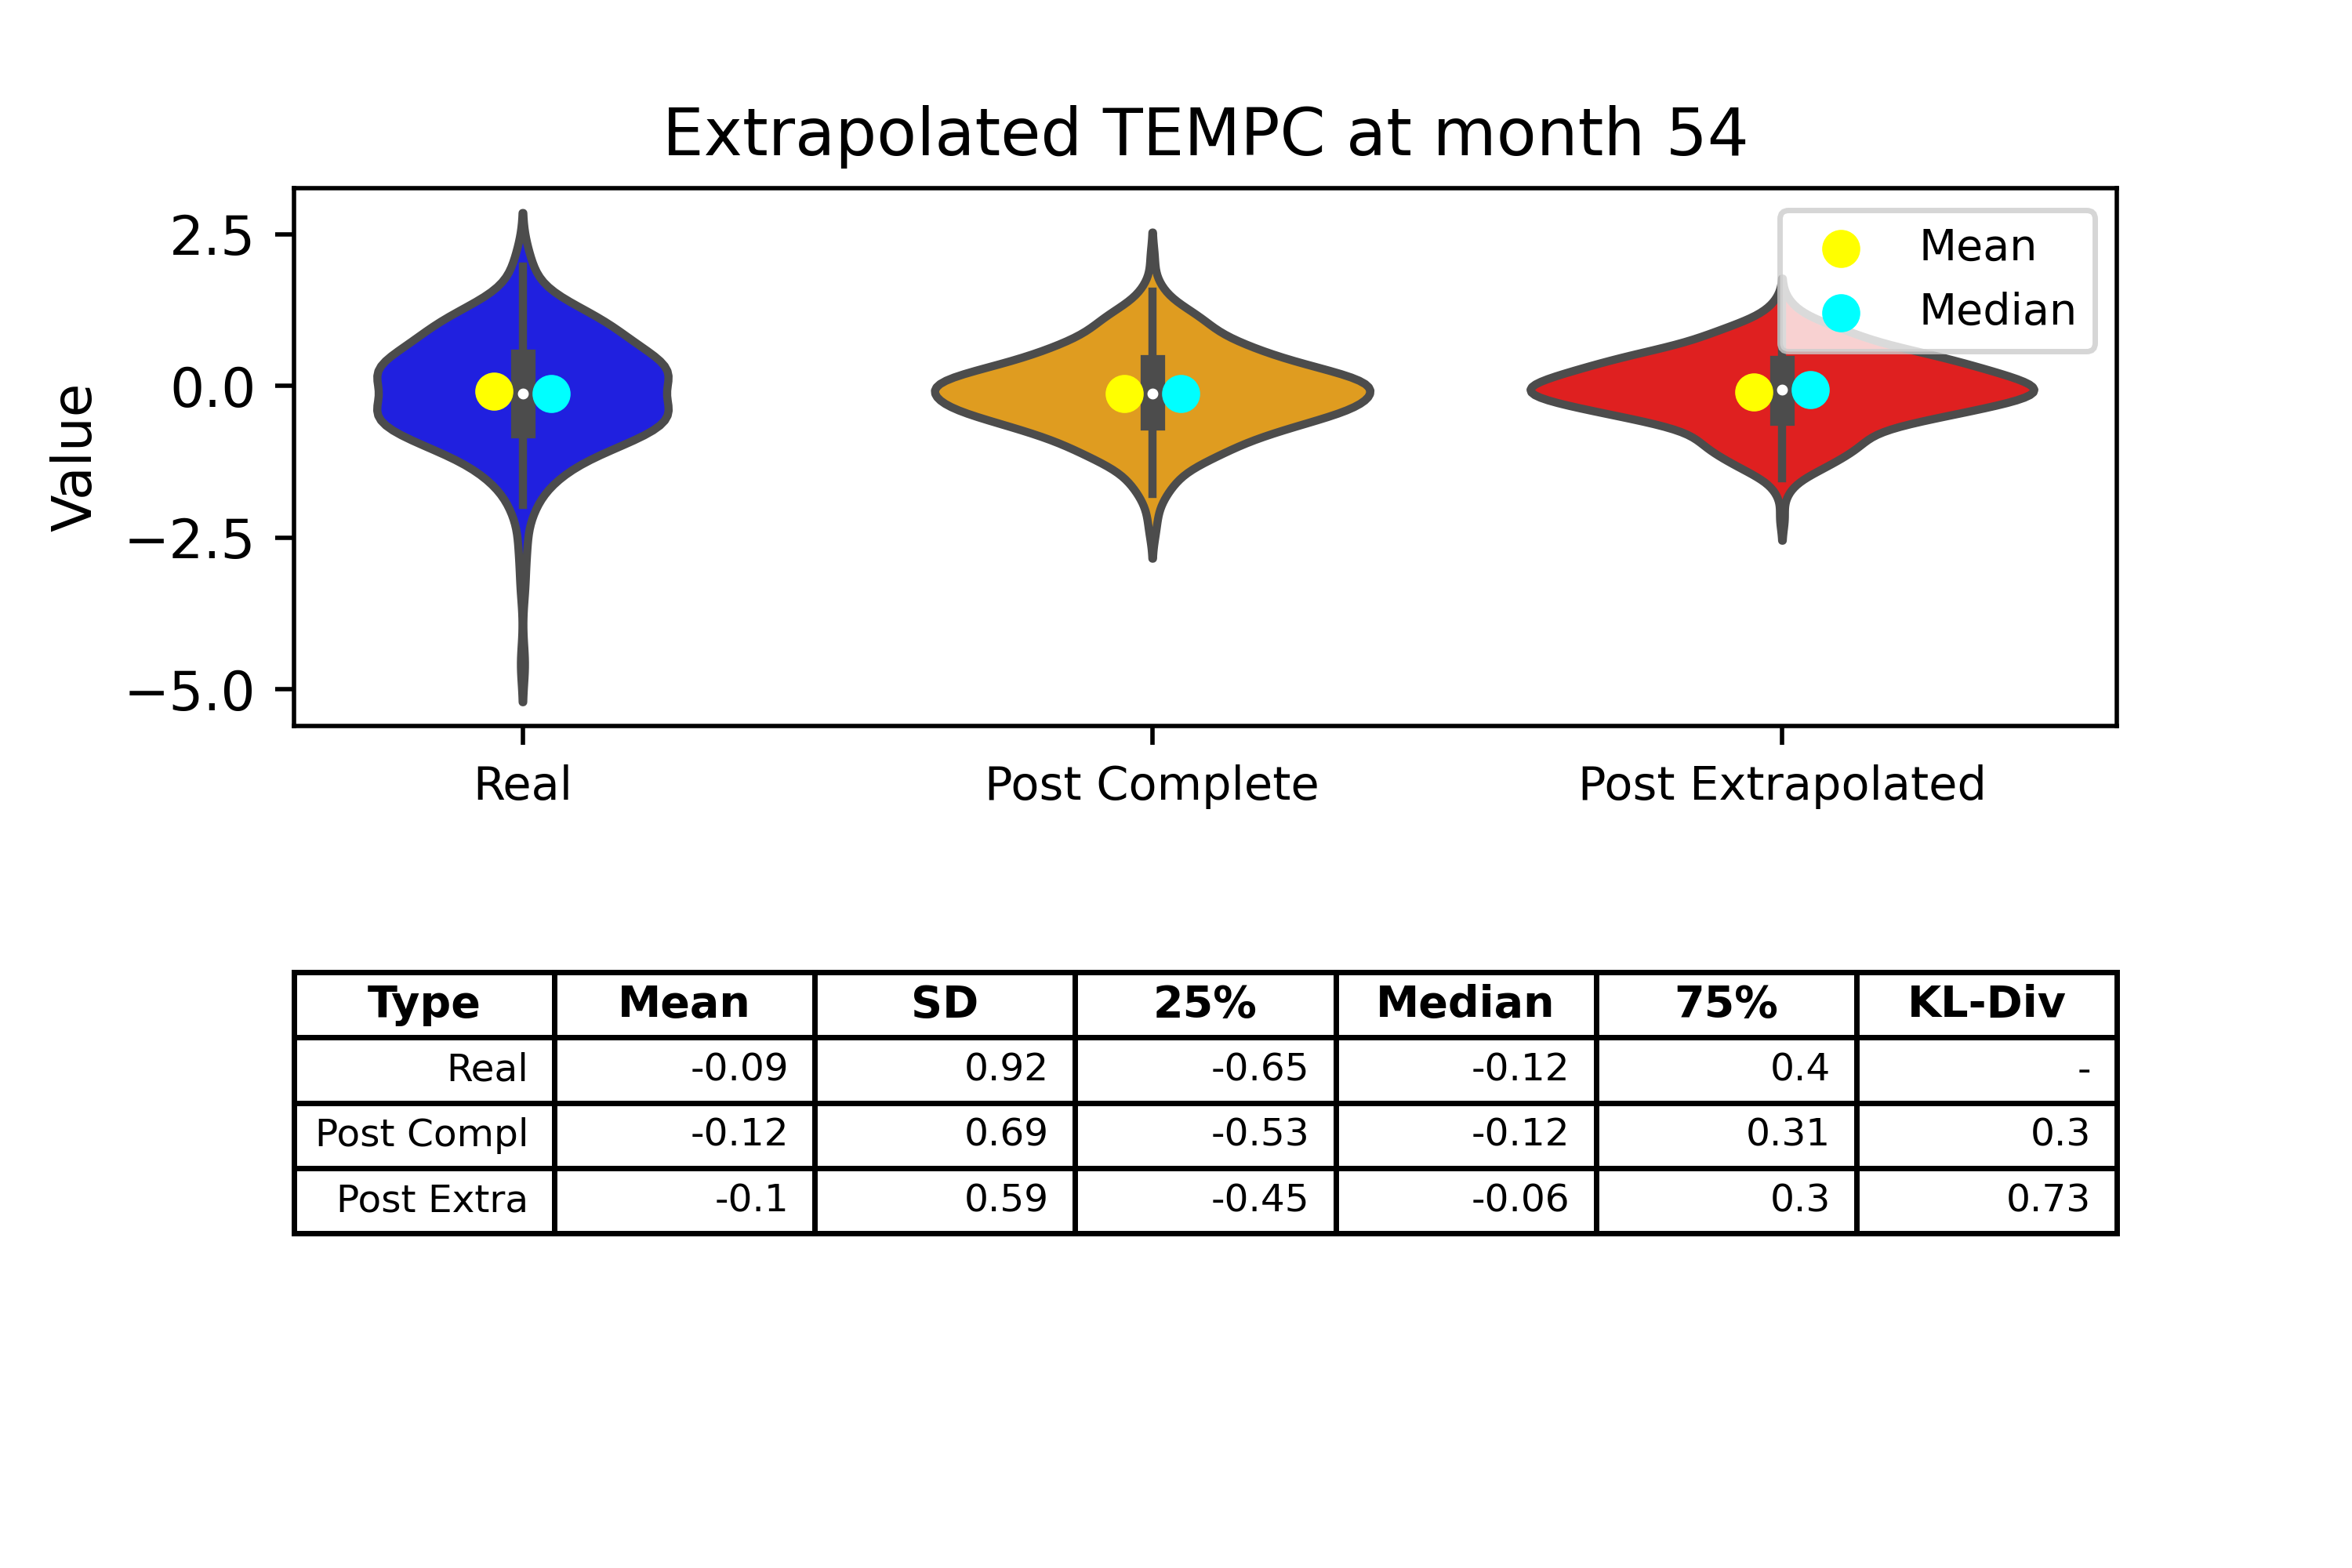 Extrapolated TEMPC at month 54
Mean
Median
Value
2.5
0.0
−2.5
−5.0
Real Post Complete Post Extrapolated
Type Mean SD 25% Median 75% KL-Div
Real -0.09 0.92 -0.65 -0.12 0.4 -
Post Compl -0.12 0.69 -0.53 -0.12 0.31 0.3
Post Extra -0.1 0.59 -0.45 -0.06 0.3 0.73